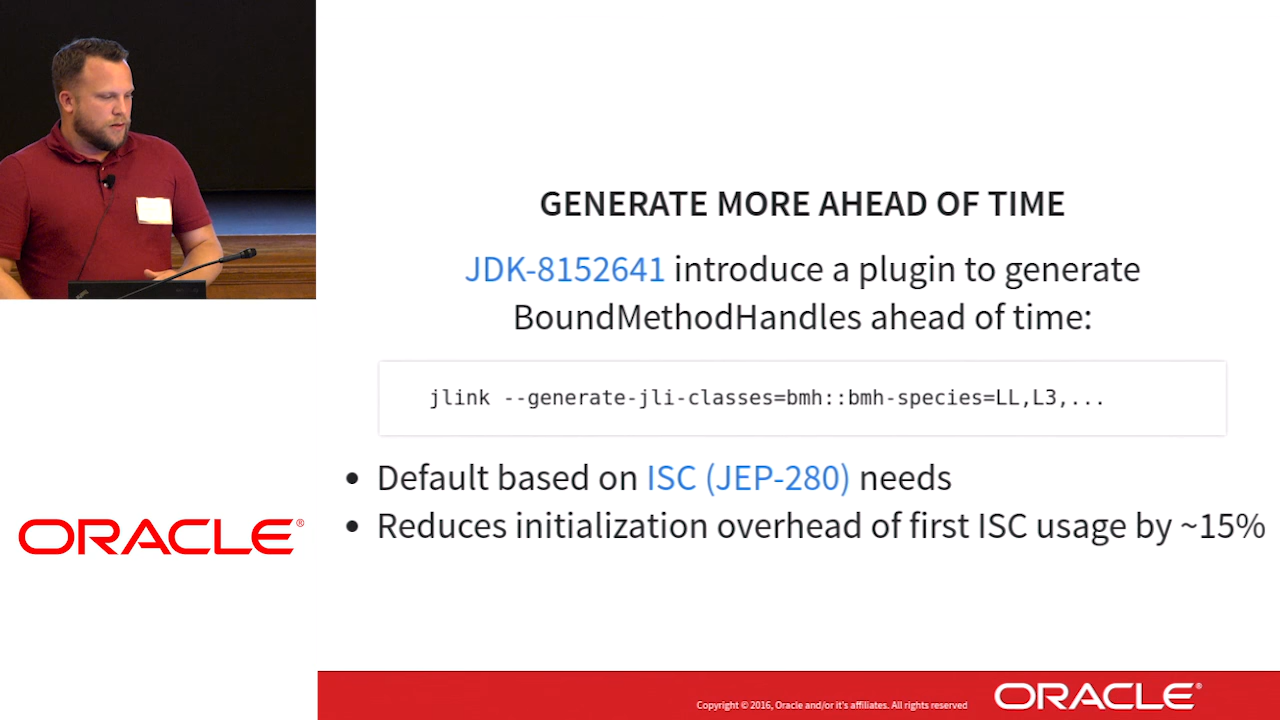 GENERATE MORE AHEAD OF TIME
JDK-8152641 introduce a plugin to generate
BoundMethodHandles ahead of time:
jlink --generate-jli-classes=bmh::bmh-species=LL,L3,...
• Default based on ISC (JEP-280) needs
• Reduces initialization overhead of first ISC usage by ~15%
ORACLE®
Copyright © 2016, Oracle and/or it's affiliates. All rights reserved
ORACLE®